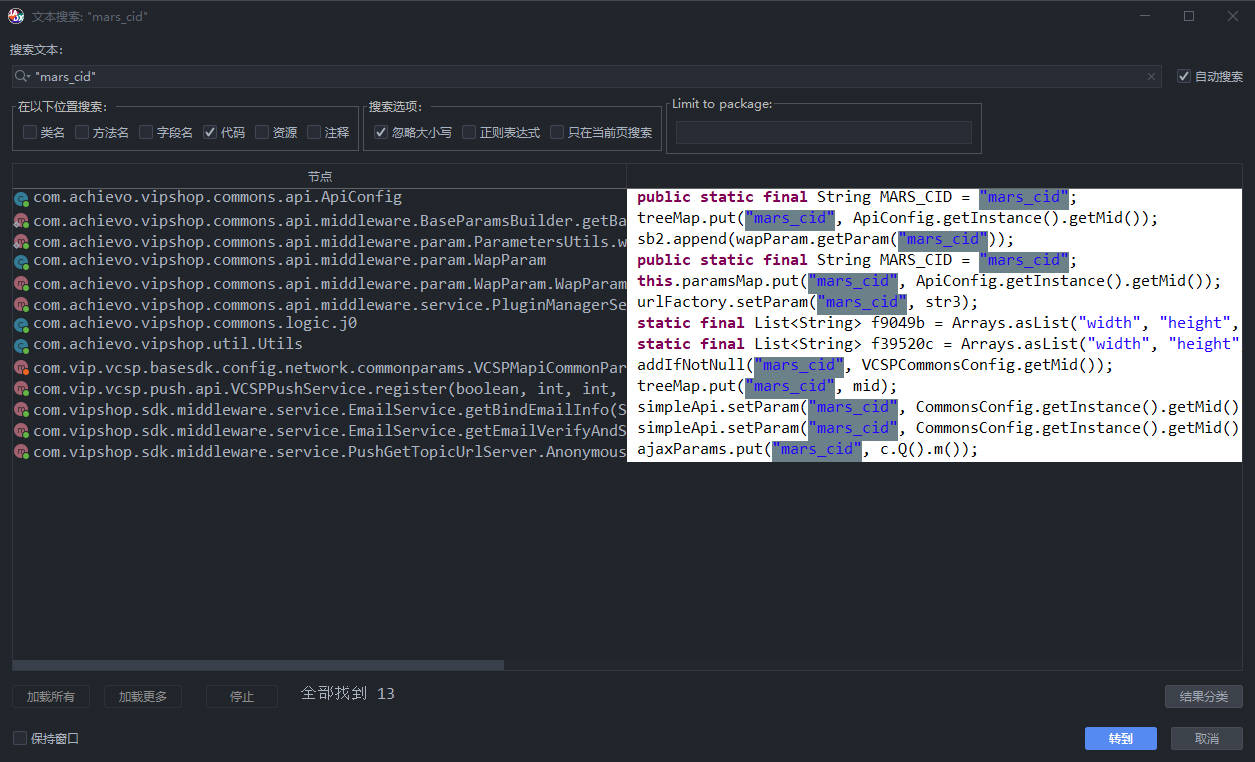 文本搜索: "mars_cid"
搜索文本:
"mars_cid"
自动搜索
在以下位置搜索:
类名 方法名 字段名 代码 资源 注释
搜索选项:
忽略大小写 正则表达式 只在当前页搜索
Limit to package:
节点
com.achievo.vipshop.commons.api.ApiConfig public static final String MARS_CID = "mars_cid";
com.achievo.vipshop.commons.api.middleware.BaseParamsBuilder.getBa treeMap.put("mars_cid", ApiConfig.getInstance().getMid());
com.achievo.vipshop.commons.api.middleware.param.ParametersUtils.w sb2.append(wapParam.getParam("mars_cid"));
com.achievo.vipshop.commons.api.middleware.param.WapParam public static final String MARS_CID = "mars_cid";
com.achievo.vipshop.commons.api.middleware.param.WapParam.WapParam this.paramsMap.put("mars_cid", ApiConfig.getInstance().getMid());
com.achievo.vipshop.commons.api.middleware.service.PluginManagerSe urlFactory.setParam("mars_cid", str3);
com.achievo.vipshop.commons.logic.j0 static final List<String> f9049b = Arrays.asList("width", "height",
com.achievo.vipshop.util.Utils static final List<String> f39520c = Arrays.asList("width", "height"
com.vip.vcsp.basesdk.config.network.commonparams.VCSPMapiCommonPar addIfNotNull("mars_cid", VCSPCommonsConfig.getMid());
com.vip.vcsp.push.api.VCSPPushService.register(boolean, int, int, treeMap.put("mars_cid", mid);
com.vipshop.sdk.middleware.service.EmailService.getBindEmailInfo(S simpleApi.setParam("mars_cid", CommonsConfig.getInstance().getMid()
com.vipshop.sdk.middleware.service.EmailService.getEmailVerifyAndS simpleApi.setParam("mars_cid", CommonsConfig.getInstance().getMid()
com.vipshop.sdk.middleware.service.PushGetTopicUrlServer.Anonymous ajaxParams.put("mars_cid", c.Q().m());
加载所有 加载更多 停止 全部找到 13 结果分类
保持窗口 转到 取消